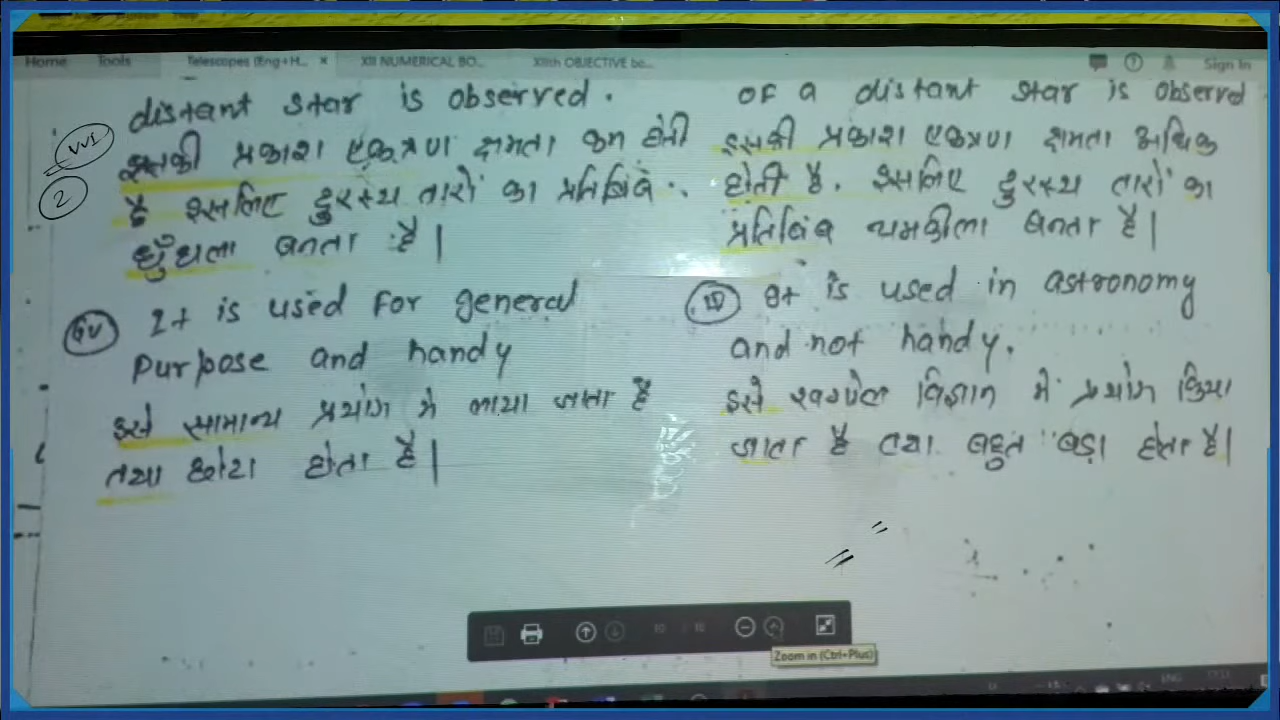 Home Tools Telescopes (Eng+H... × XII NUMERICAL BO... XIIth OBJECTIVE bo... Sign In
distant star is observed.
VVI
2
इसकी प्रकाश एकत्रण क्षमता कम होती
है इसलिए दुरस्थ तारों का प्रतिबिंब
धुँधला बनता है|
(iv) It is used for general
purpose and handy
इसे सामान्य प्रयोग में लाया जाता है
तथा छोटा होता है|
of a distant star is observed
इसकी प्रकाश एकत्रण क्षमता अधिक
होती है. इसलिए दुरस्थ तारों का
प्रतिबिंब चमकीला बनता है|
It is used in astronomy
and not handy.
इसे खगोल विज्ञान में प्रयोग किया
जाता है तथा बहुत बड़ा होता है|
Zoom in (Ctrl+Plus)
ENG